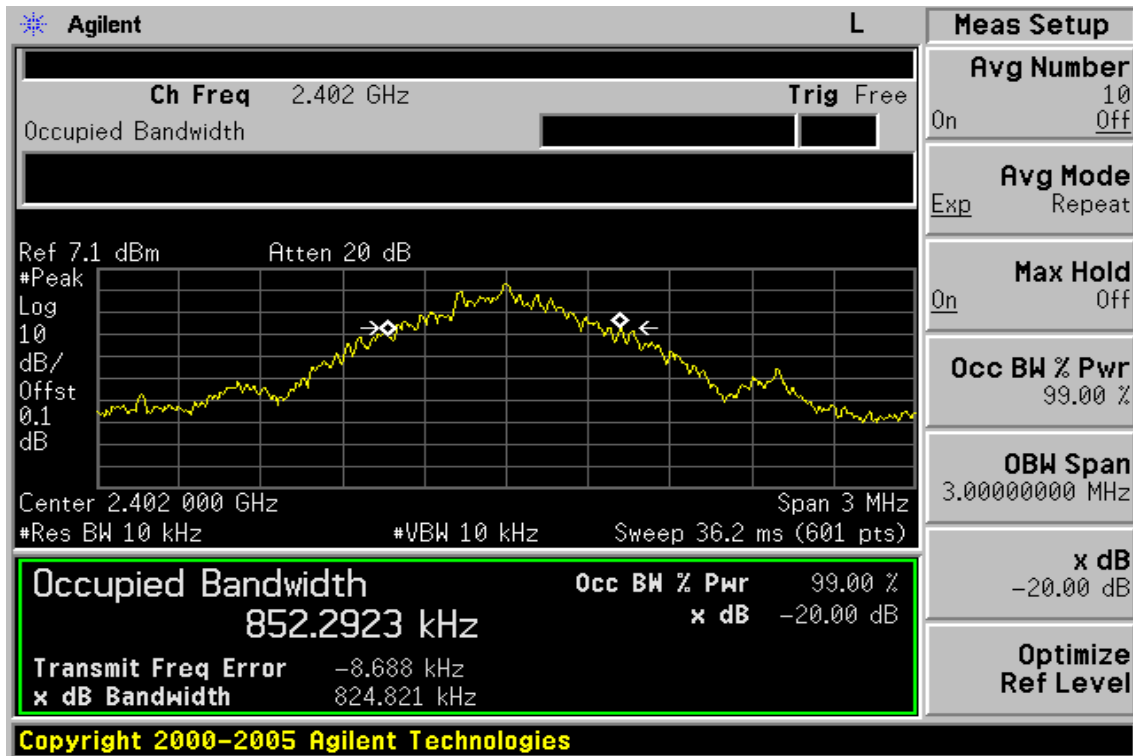 Agilent L
Ch Freq 2.402 GHz Trig Free
Occupied Bandwidth
Ref 7.1 dBm Atten 20 dB
#Peak
Log
10
dB/
Offst
0.1
dB
Center 2.402 000 GHz Span 3 MHz
#Res BW 10 kHz #VBW 10 kHz Sweep 36.2 ms (601 pts)
Occupied Bandwidth
852.2923 kHz
Occ BW % Pwr 99.00 %
x dB -20.00 dB
Transmit Freq Error -8.688 kHz
x dB Bandwidth 824.821 kHz
Copyright 2000-2005 Agilent Technologies
Meas Setup
Avg Number
10
On Off
Avg Mode
Exp Repeat
Max Hold
On Off
Occ BW % Pwr
99.00 %
OBW Span
3.00000000 MHz
x dB
-20.00 dB
Optimize
Ref Level